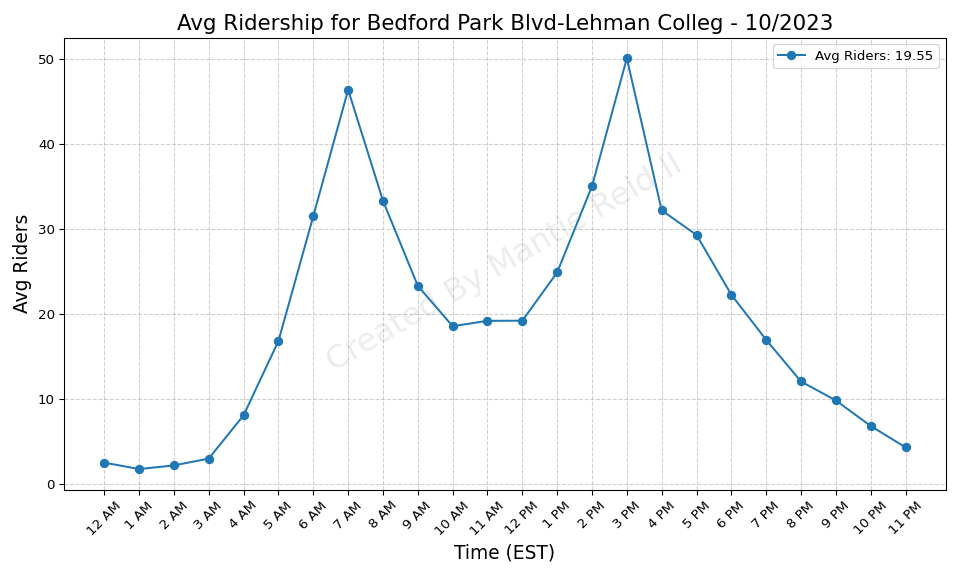 Avg Ridership for Bedford Park Blvd-Lehman Colleg - 10/2023
Avg Riders: 19.55
50
40
30
20
10
0
Avg Riders
Created By Mantie Reid II
12 AM
1 AM
2 AM
3 AM
4 AM
5 AM
6 AM
7 AM
8 AM
9 AM
10 AM
11 AM
12 PM
1 PM
2 PM
3 PM
4 PM
5 PM
6 PM
7 PM
8 PM
9 PM
10 PM
11 PM
Time (EST)